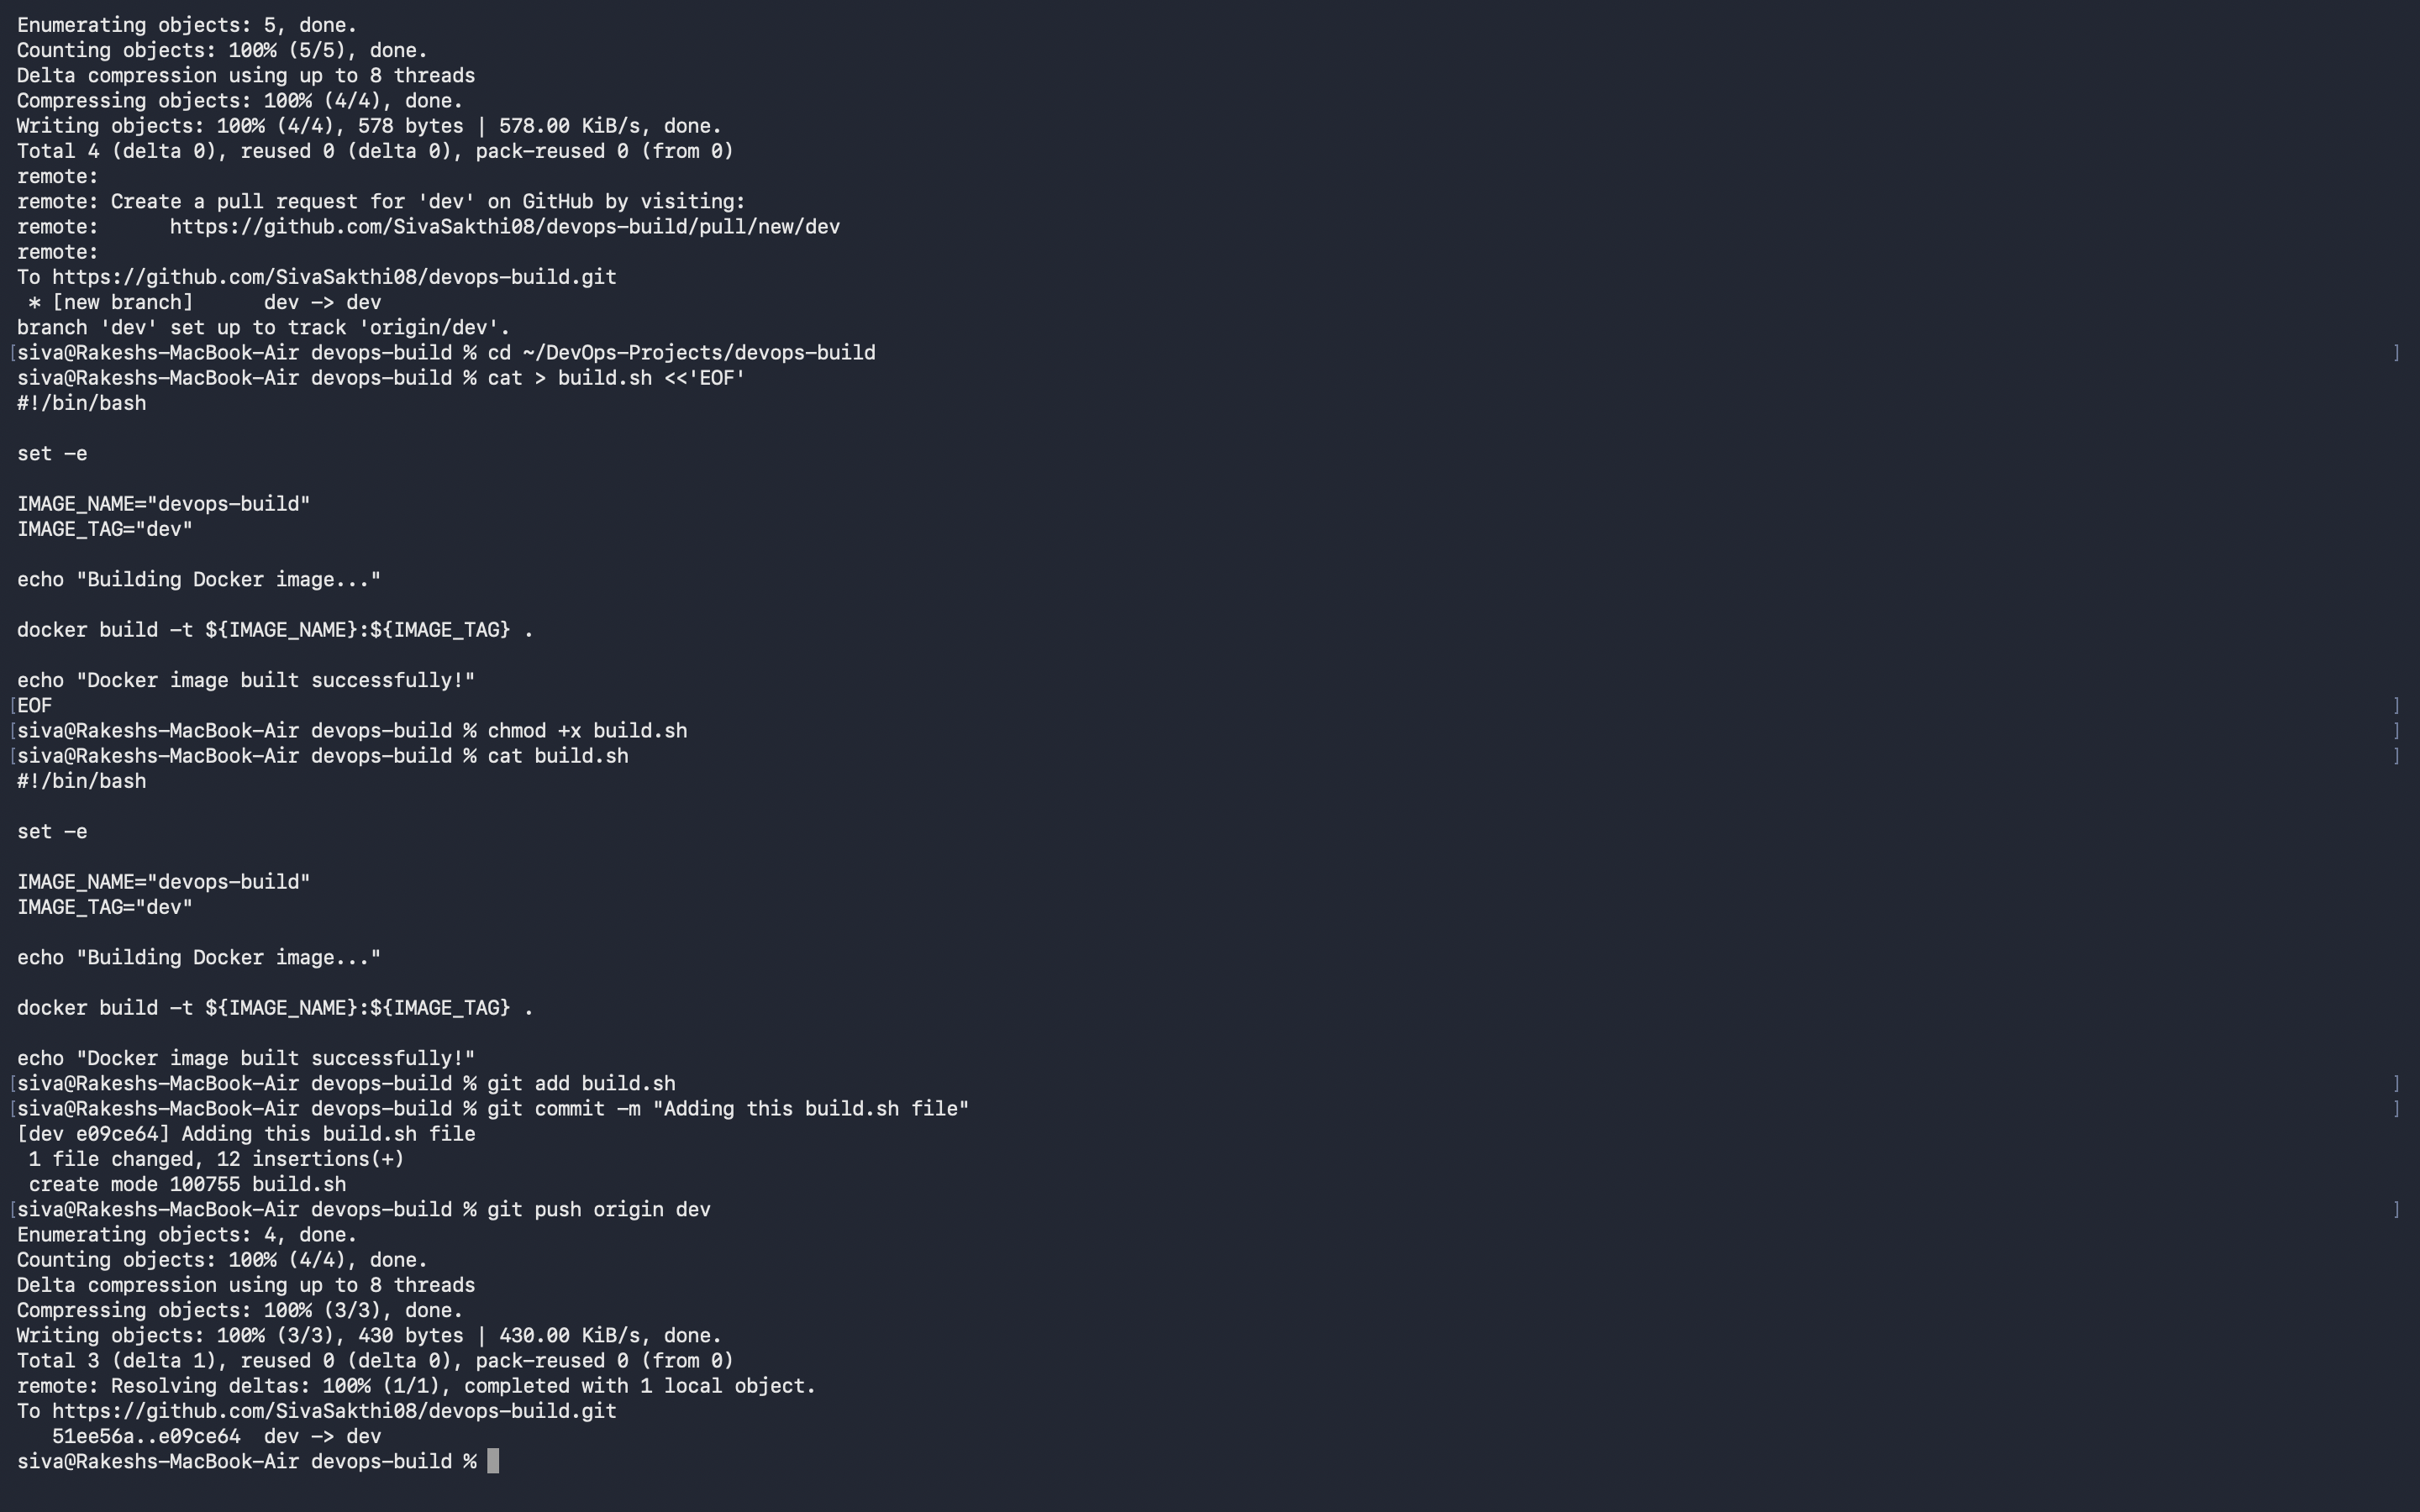 Enumerating objects: 5, done.
Counting objects: 100% (5/5), done.
Delta compression using up to 8 threads
Compressing objects: 100% (4/4), done.
Writing objects: 100% (4/4), 578 bytes | 578.00 KiB/s, done.
Total 4 (delta 0), reused 0 (delta 0), pack-reused 0 (from 0)
remote:
remote: Create a pull request for 'dev' on GitHub by visiting:
remote:      https://github.com/SivaSakthi08/devops-build/pull/new/dev
remote:
To https://github.com/SivaSakthi08/devops-build.git
 * [new branch]      dev -> dev
branch 'dev' set up to track 'origin/dev'.
[siva@Rakeshs-MacBook-Air devops-build % cd ~/DevOps-Projects/devops-build ]
siva@Rakeshs-MacBook-Air devops-build % cat > build.sh <<'EOF'
#!/bin/bash

set -e

IMAGE_NAME="devops-build"
IMAGE_TAG="dev"

echo "Building Docker image..."

docker build -t ${IMAGE_NAME}:${IMAGE_TAG} .

echo "Docker image built successfully!"
[EOF ]
[siva@Rakeshs-MacBook-Air devops-build % chmod +x build.sh ]
[siva@Rakeshs-MacBook-Air devops-build % cat build.sh ]
#!/bin/bash

set -e

IMAGE_NAME="devops-build"
IMAGE_TAG="dev"

echo "Building Docker image..."

docker build -t ${IMAGE_NAME}:${IMAGE_TAG} .

echo "Docker image built successfully!"
[siva@Rakeshs-MacBook-Air devops-build % git add build.sh ]
[siva@Rakeshs-MacBook-Air devops-build % git commit -m "Adding this build.sh file" ]
[dev e09ce64] Adding this build.sh file
 1 file changed, 12 insertions(+)
 create mode 100755 build.sh
[siva@Rakeshs-MacBook-Air devops-build % git push origin dev ]
Enumerating objects: 4, done.
Counting objects: 100% (4/4), done.
Delta compression using up to 8 threads
Compressing objects: 100% (3/3), done.
Writing objects: 100% (3/3), 430 bytes | 430.00 KiB/s, done.
Total 3 (delta 1), reused 0 (delta 0), pack-reused 0 (from 0)
remote: Resolving deltas: 100% (1/1), completed with 1 local object.
To https://github.com/SivaSakthi08/devops-build.git
   51ee56a..e09ce64  dev -> dev
siva@Rakeshs-MacBook-Air devops-build %